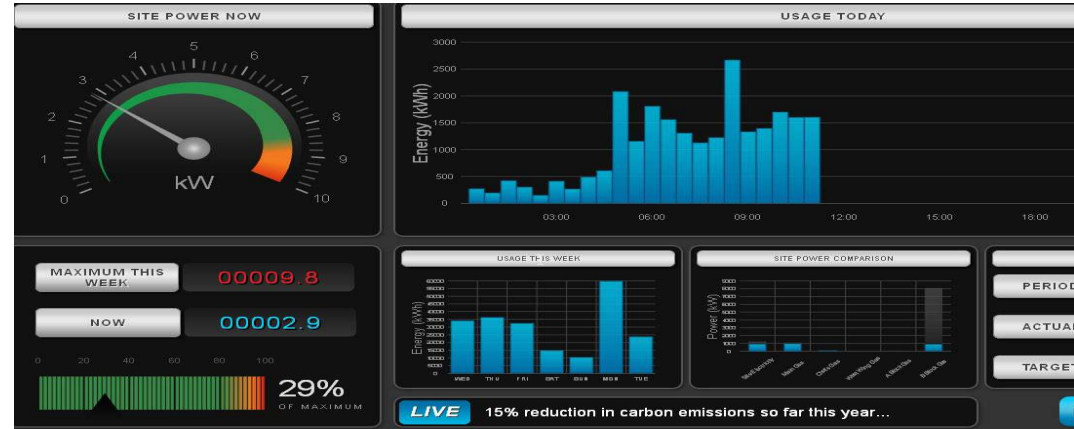 SITE POWER NOW
5
4 6
3 7
2 8
1 9
0 10
kW
USAGE TODAY
Energy (kWh)
3000
2500
2000
1500
1000
500
0
03:00 06:00 09:00 12:00 15:00 18:00
MAXIMUM THIS
WEEK
00009.8
NOW
00002.9
0 20 40 60 80 100
29%
OF MAXIMUM
USAGE THIS WEEK
Energy (kWh)
WED THU FRI SAT SUN MON TUE
SITE POWER COMPARISON
Power (kW)
PERIOD
ACTUAL
TARGET
LIVE 15% reduction in carbon emissions so far this year...